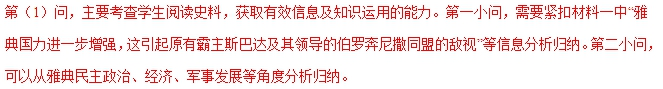 第（1）问，主要考查学生阅读史料，获取有效信息及知识运用的能力。第一小问，需要紧扣材料一中“雅
典国力进一步增强，这引起原有霸主斯巴达及其领导的伯罗奔尼撒同盟的敌视”等信息分析归纳。第二小问，
可以从雅典民主政治、经济、军事发展等角度分析归纳。